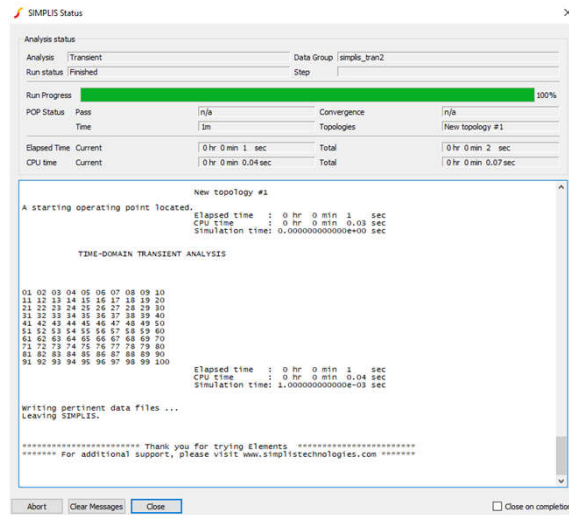 SIMPLIS Status
Analysis status
Analysis Transient Data Group simplis_tran2
Run status Finished Step
Run Progress 100%
POP Status Pass n/a Convergence n/a
Time 1m Topologies New topology #1
Elapsed Time Current 0 hr 0 min 1 sec Total 0 hr 0 min 2 sec
CPU time Current 0 hr 0 min 0.04 sec Total 0 hr 0 min 0.07 sec
New topology #1
A starting operating point located.
Elapsed time : 0 hr 0 min 1 sec
CPU time : 0 hr 0 min 0.03 sec
Simulation time: 0.000000000000e+00 sec
TIME-DOMAIN TRANSIENT ANALYSIS
01 02 03 04 05 06 07 08 09 10
11 12 13 14 15 16 17 18 19 20
21 22 23 24 25 26 27 28 29 30
31 32 33 34 35 36 37 38 39 40
41 42 43 44 45 46 47 48 49 50
51 52 53 54 55 56 57 58 59 60
61 62 63 64 65 66 67 68 69 70
71 72 73 74 75 76 77 78 79 80
81 82 83 84 85 86 87 88 89 90
91 92 93 94 95 96 97 98 99 100
Elapsed time : 0 hr 0 min 1 sec
CPU time : 0 hr 0 min 0.04 sec
Simulation time: 1.000000000000e-03 sec
Writing pertinent data files ...
Leaving SIMPLIS.
************************ Thank you for trying Elements ************************
******* For additional support, please visit www.simplistechnologies.com *******
Abort Clear Messages Close Close on completion